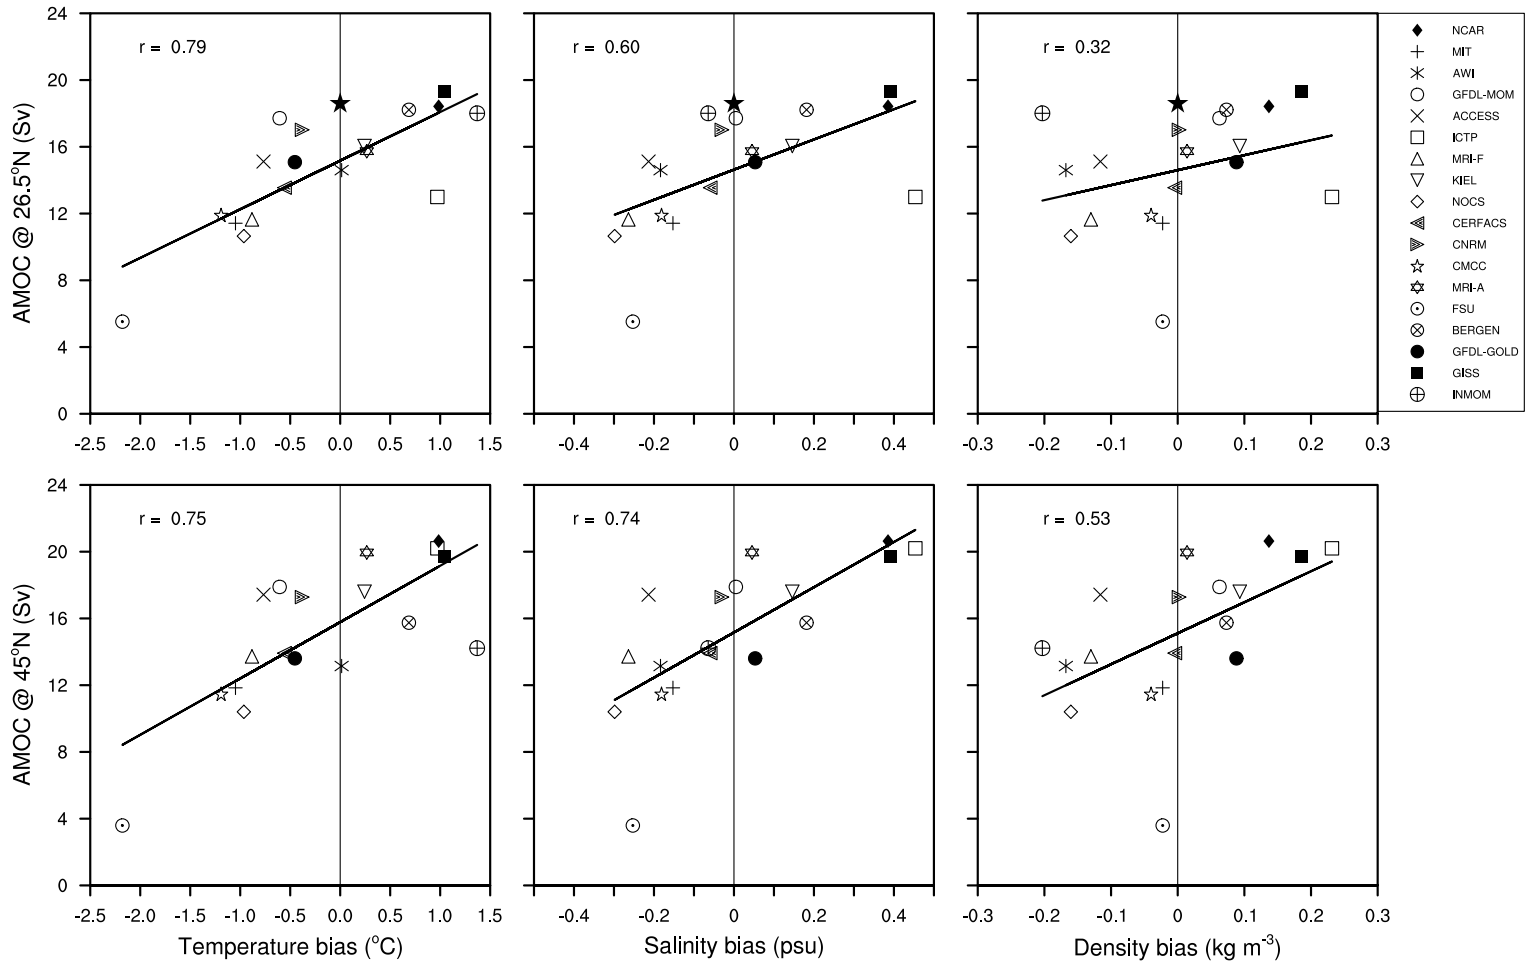 24
20
16
12
8
4
0
AMOC @ 26.5°N (Sv)
r = 0.79
-2.5 -2.0 -1.5 -1.0 -0.5 0.0 0.5 1.0 1.5
r = 0.60
-0.4 -0.2 0 0.2 0.4
r = 0.32
-0.3 -0.2 -0.1 0 0.1 0.2 0.3
NCAR
MIT
AWI
GFDL-MOM
ACCESS
ICTP
MRI-F
KIEL
NOCS
CERFACS
CNRM
CMCC
MRI-A
FSU
BERGEN
GFDL-GOLD
GISS
INMOM
24
20
16
12
8
4
0
AMOC @ 45°N (Sv)
r = 0.75
-2.5 -2.0 -1.5 -1.0 -0.5 0.0 0.5 1.0 1.5
Temperature bias (°C)
r = 0.74
-0.4 -0.2 0 0.2 0.4
Salinity bias (psu)
r = 0.53
-0.3 -0.2 -0.1 0 0.1 0.2 0.3
Density bias (kg m⁻³)